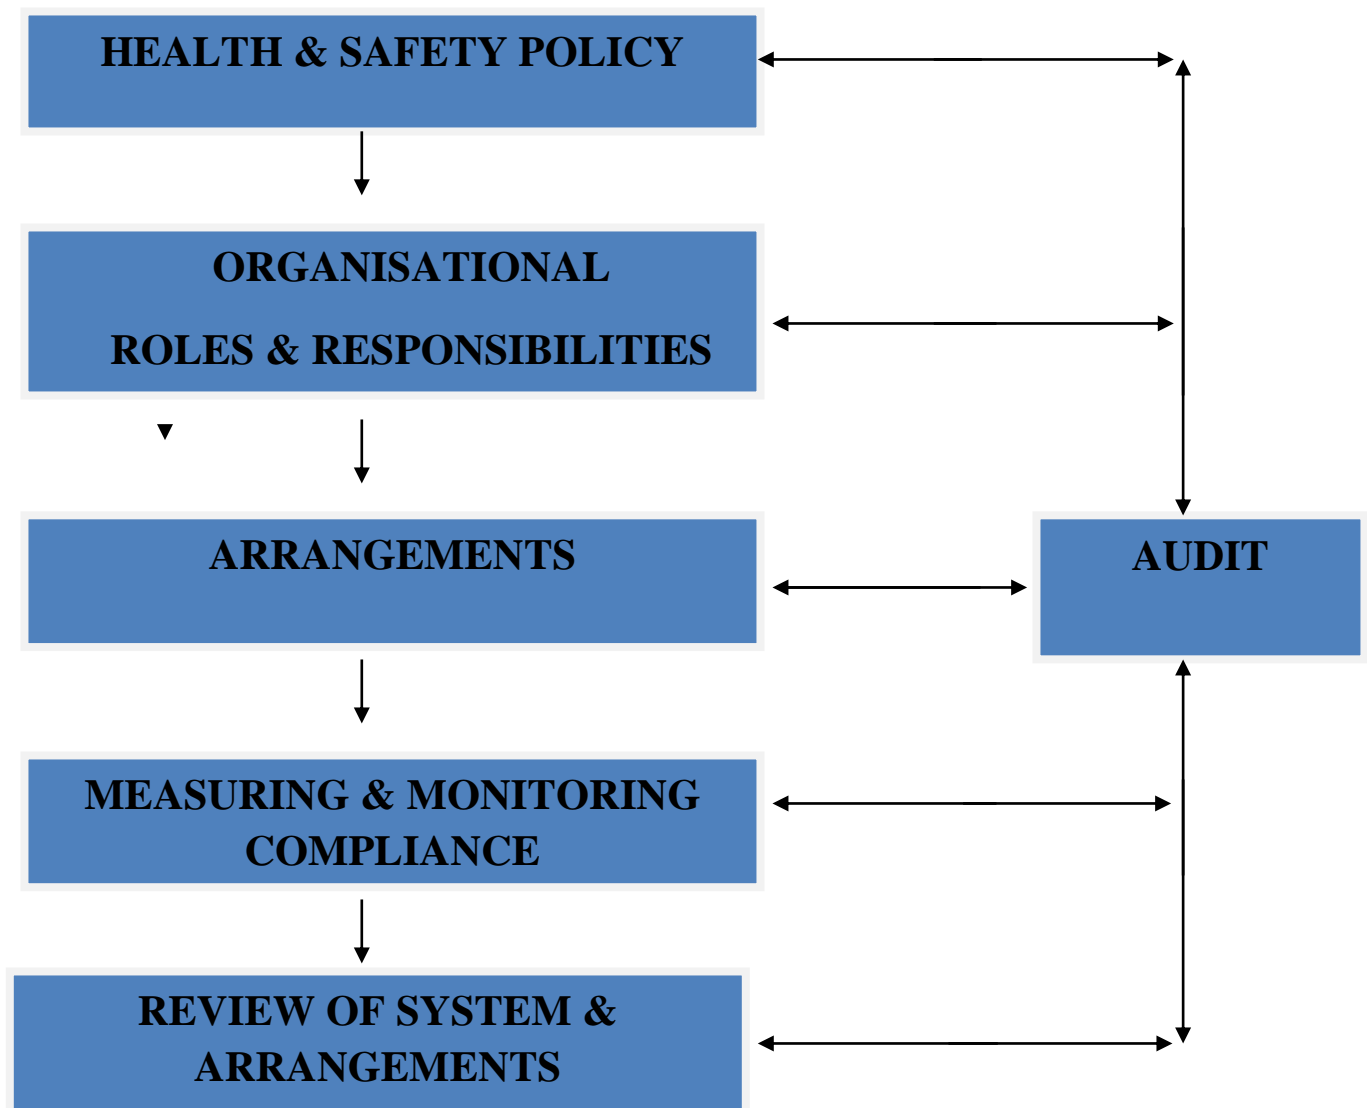 HEALTH & SAFETY POLICY
ORGANISATIONAL
ROLES & RESPONSIBILITIES
ARRANGEMENTS
AUDIT
MEASURING & MONITORING
COMPLIANCE
REVIEW OF SYSTEM &
ARRANGEMENTS